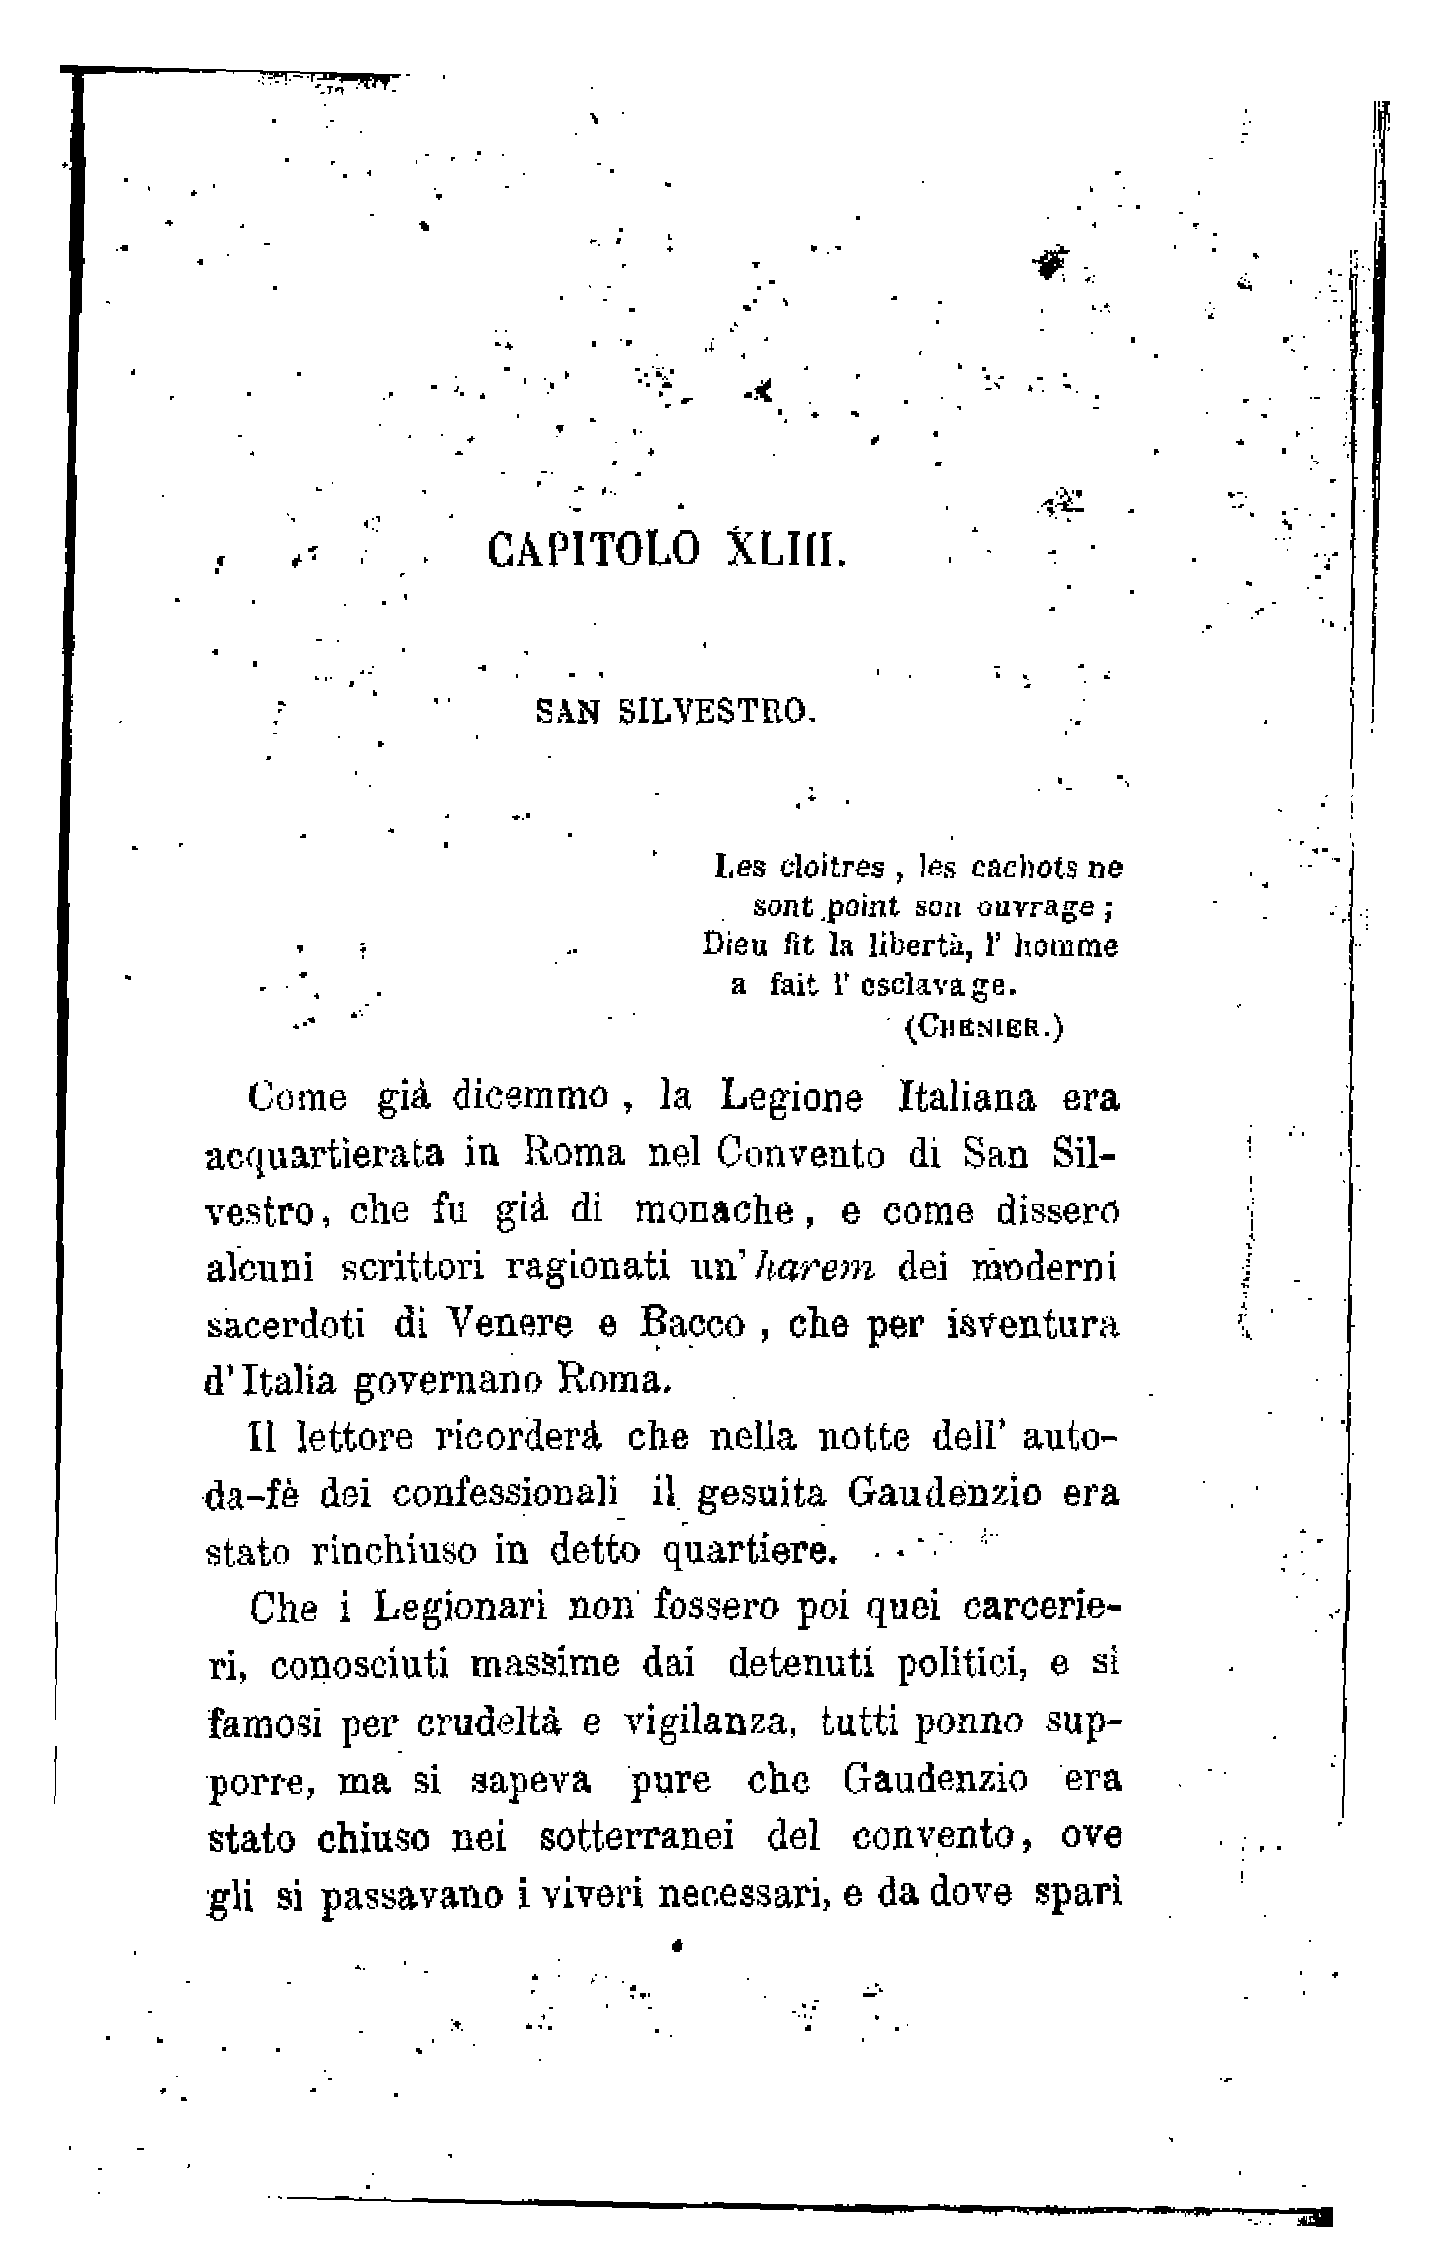 CAPITOLO XLIII.
SAN SILVESTRO.
Les cloitres, les cachots ne
sont point son ouvrage;
Dieu fit la libertà, l' homme
a fait l' esclavage.
(CHENIER.)
Come già dicemmo, la Legione Italiana era
acquartierata in Roma nel Convento di San Sil-
vestro, che fu già di monache, e come dissero
alcuni scrittori ragionati un' harem dei moderni
sacerdoti di Venere e Bacco, che per isventura
d'Italia governano Roma.
Il lettore ricorderà che nella notte dell' auto-
da-fè dei confessionali il gesuita Gaudenzio era
stato rinchiuso in detto quartiere.
Che i Legionari non fossero poi quei carcerie-
ri, conosciuti massime dai detenuti politici, e sì
famosi per crudeltà e vigilanza, tutti ponno sup-
porre, ma si sapeva pure che Gaudenzio era
stato chiuso nei sotterranei del convento, ove
gli si passavano i viveri necessari, e da dove sparì